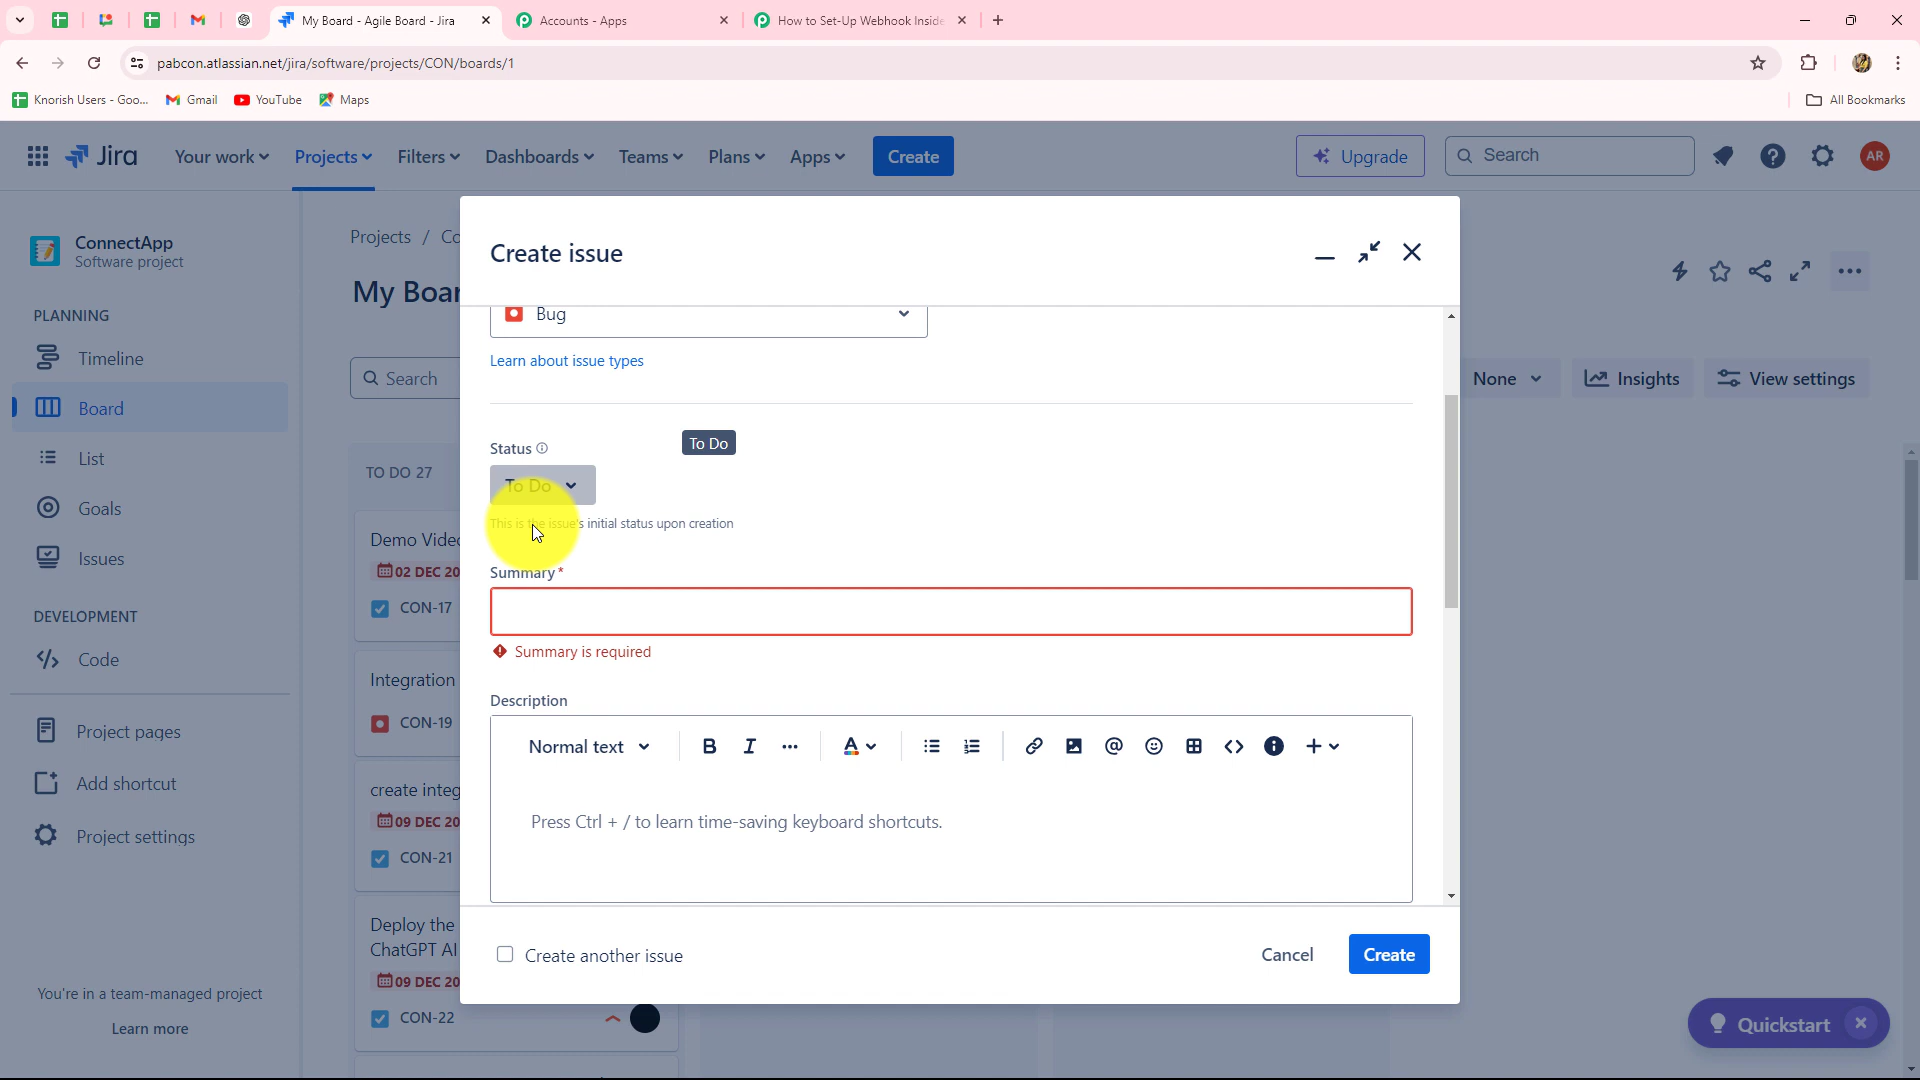 My Board - Agile Board - Jira
Accounts - Apps
How to Set-Up Webhook Inside
pabcon.atlassian.net/jira/software/projects/CON/boards/1
Knorish Users - Goo...
Gmail
YouTube
Maps
All Bookmarks
Jira
Your work
Projects
Filters
Dashboards
Teams
Plans
Apps
Create
Upgrade
Search
AR
ConnectApp
Software project
PLANNING
Timeline
Board
List
Goals
Issues
DEVELOPMENT
Code
Project pages
Add shortcut
Project settings
You're in a team-managed project
Learn more
Projects / Co
My Boar
Search
None
Insights
View settings
TO DO 27
Demo Vide
02 DEC 20
CON-17
Integration
CON-19
create integ
09 DEC 20
CON-21
Deploy the
ChatGPT AI
09 DEC 20
CON-22
Create issue
Bug
Learn about issue types
Status
To Do
To Do
This is the issue's initial status upon creation
Summary *
Summary is required
Description
Normal text
B I
A
Press Ctrl + / to learn time-saving keyboard shortcuts.
Create another issue
Cancel
Create
Quickstart